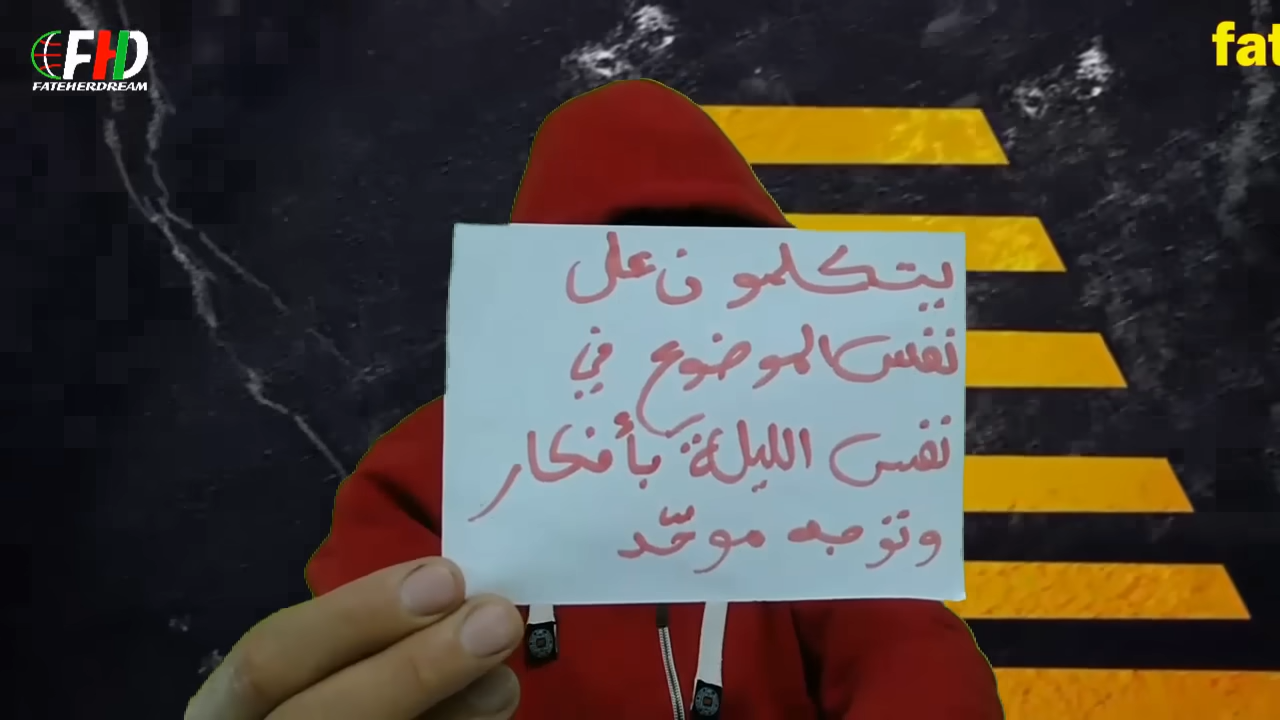 FHD
FATEHERDREAM
fat
يتكلمون على
نفس الموضوع في
نفس الليلة بأفكار
وتوجه موحّد